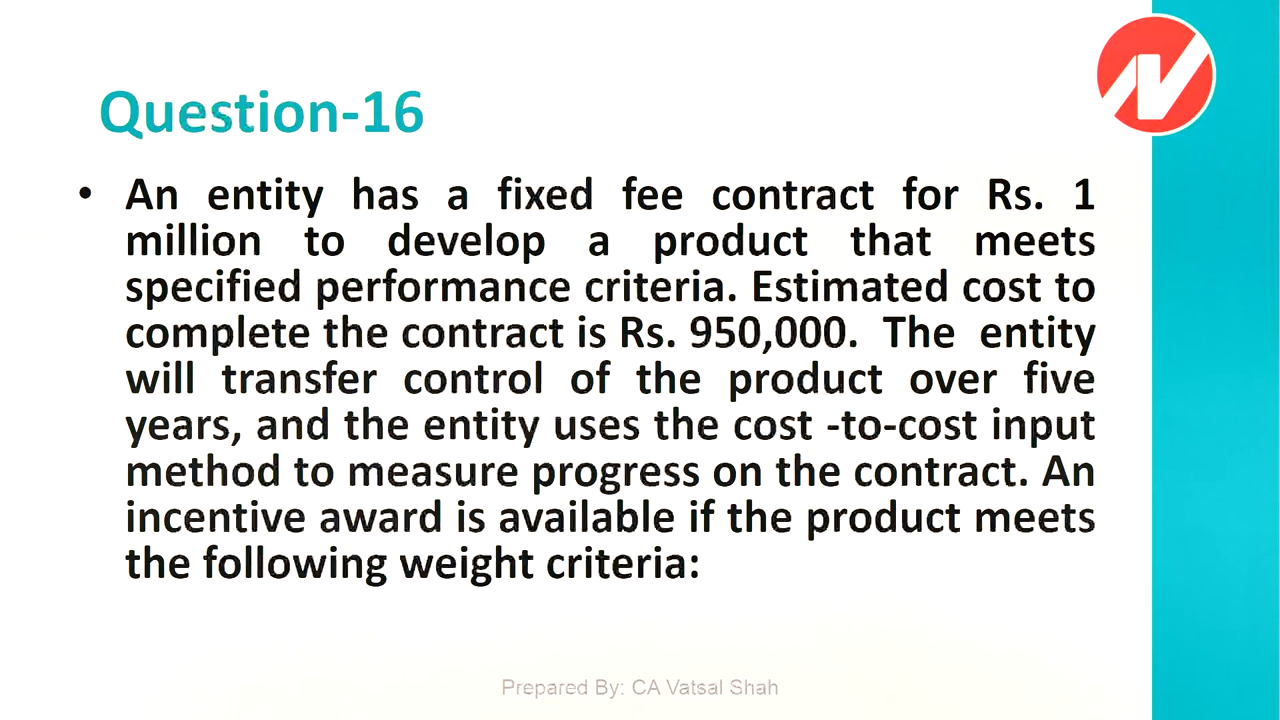 Question-16
• An entity has a fixed fee contract for Rs. 1
million to develop a product that meets
specified performance criteria. Estimated cost to
complete the contract is Rs. 950,000. The entity
will transfer control of the product over five
years, and the entity uses the cost -to-cost input
method to measure progress on the contract. An
incentive award is available if the product meets
the following weight criteria:
Prepared By: CA Vatsal Shah